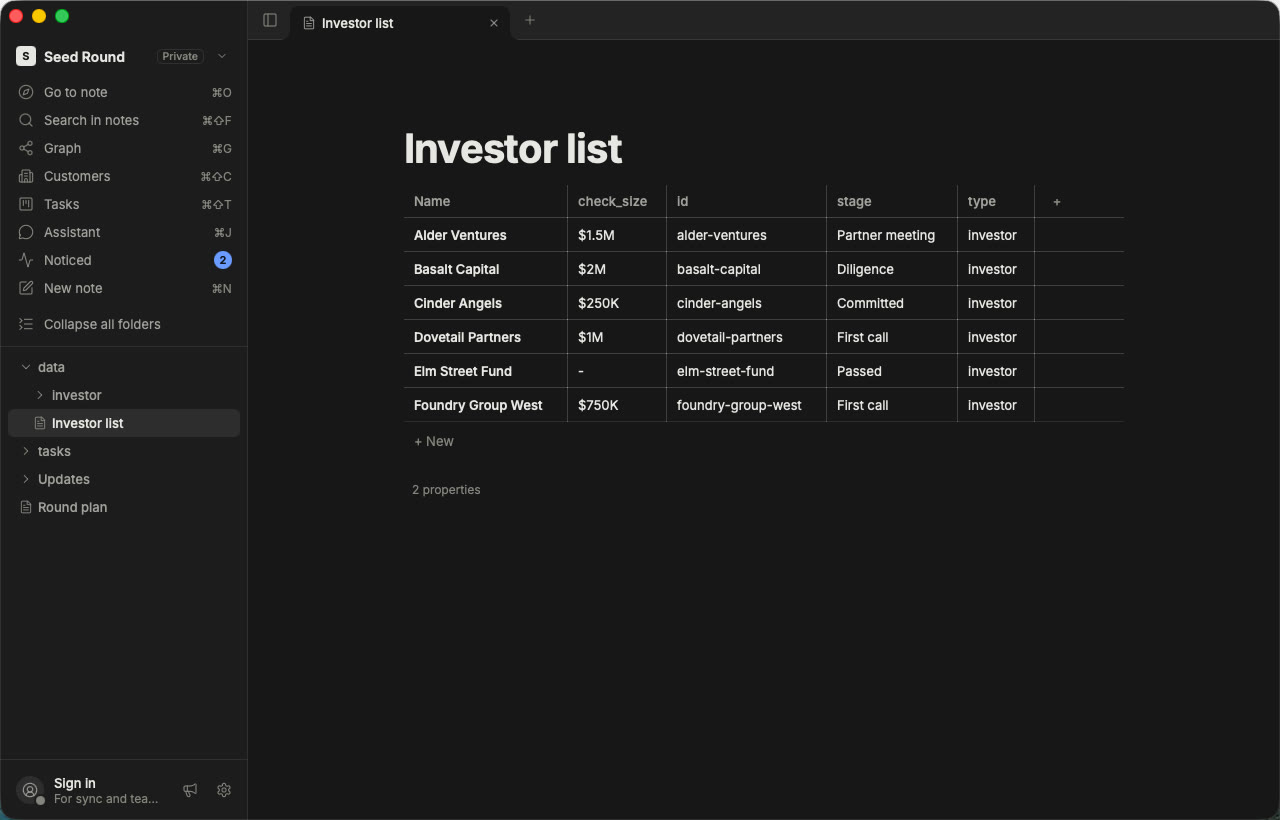 S Seed Round Private
Go to note ⌘O
Search in notes ⌘⇧F
Graph ⌘G
Customers ⌘⇧C
Tasks ⌘⇧T
Assistant ⌘J
Noticed 2
New note ⌘N
Collapse all folders
data
investor
Investor list
tasks
Updates
Round plan
Sign in
For sync and tea...
Investor list
Investor list
Name check_size id stage type +
Alder Ventures $1.5M alder-ventures Partner meeting investor
Basalt Capital $2M basalt-capital Diligence investor
Cinder Angels $250K cinder-angels Committed investor
Dovetail Partners $1M dovetail-partners First call investor
Elm Street Fund - elm-street-fund Passed investor
Foundry Group West $750K foundry-group-west First call investor
+ New
2 properties